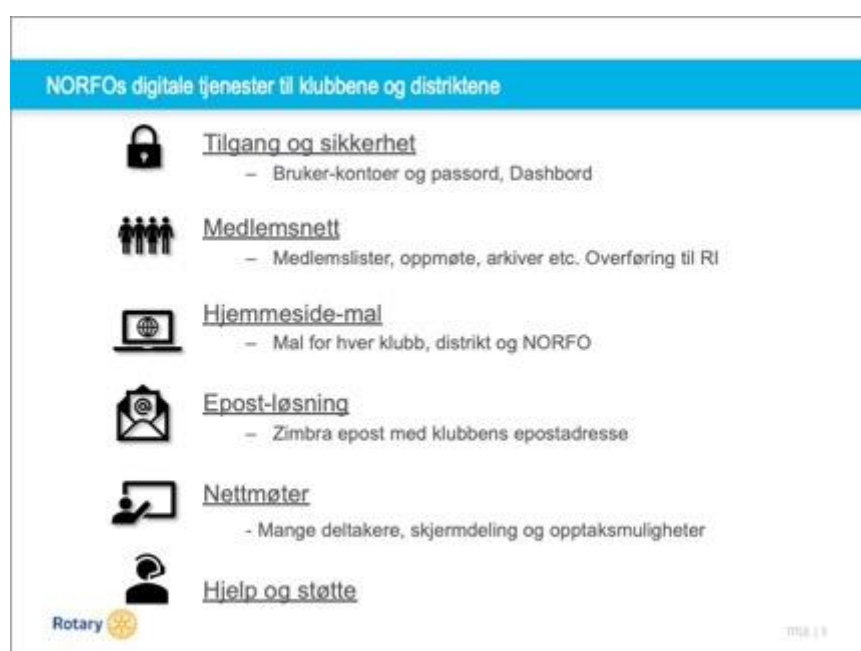 NORFOs digitale tjenester til klubbene og distriktene
Tilgang og sikkerhet
– Bruker-kontoer og passord, Dashbord
Medlemsnett
– Medlemslister, oppmøte, arkiver etc. Overføring til RI
Hjemmeside-mal
– Mal for hver klubb, distrikt og NORFO
Epost-løsning
– Zimbra epost med klubbens epostadresse
Nettmøter
- Mange deltakere, skjermdeling og opptaksmuligheter
Hjelp og støtte
Rotary